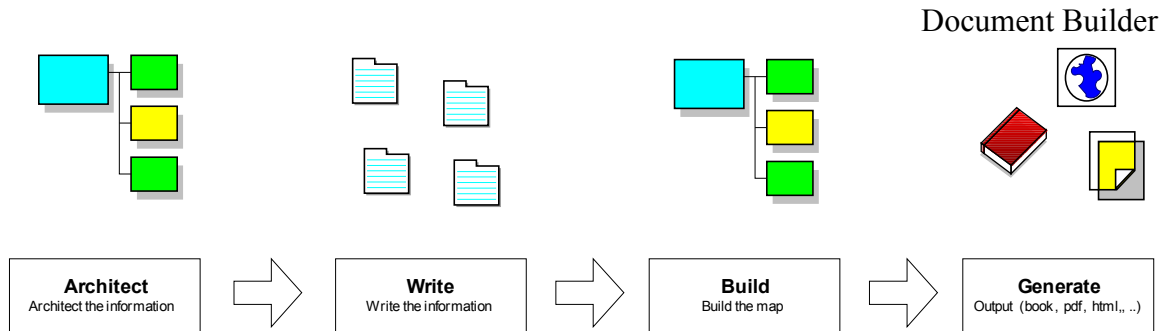 Document Builder
Architect
Architect the information
Write
Write the information
Build
Build the map
Generate
Output (book, pdf, html,, ..)